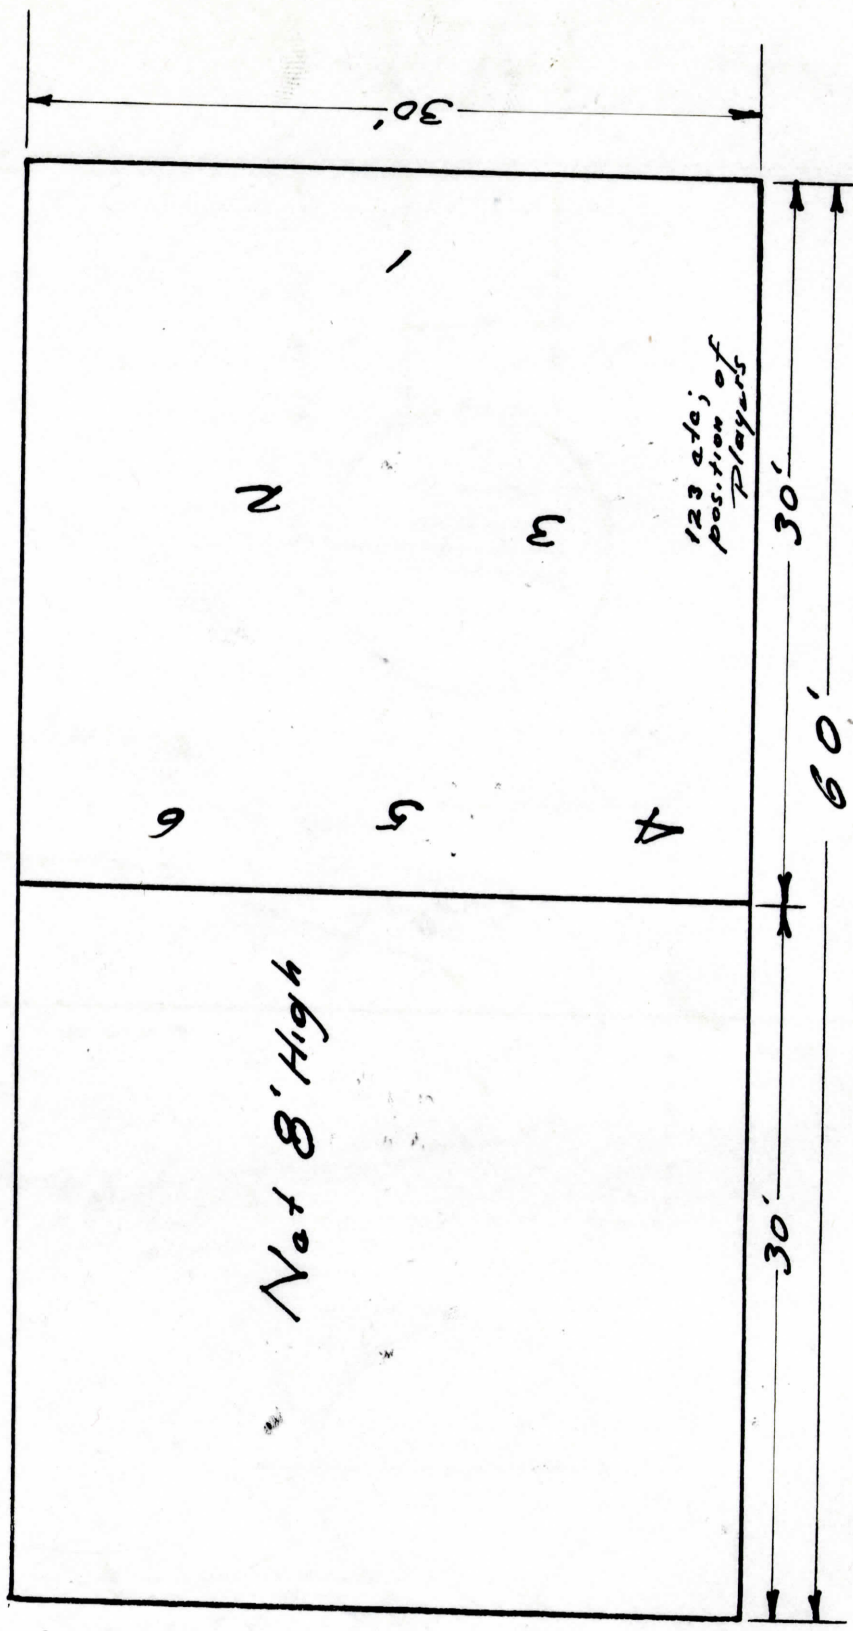 30'
1
2
3
123 etc;
position of
Players
6
5
4
30'
60'
Net 8' High
30'